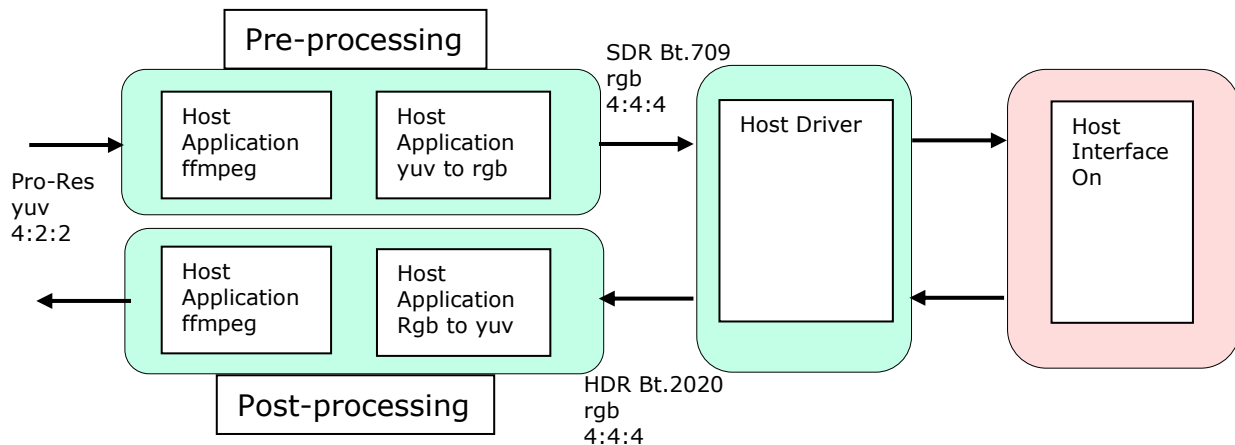 Pre-processing
SDR Bt.709
rgb
4:4:4
Host
Application
ffmpeg
Host
Application
yuv to rgb
Host Driver
Host
Interface
On
Pro-Res
yuv
4:2:2
Host
Application
ffmpeg
Host
Application
Rgb to yuv
Post-processing
HDR Bt.2020
rgb
4:4:4